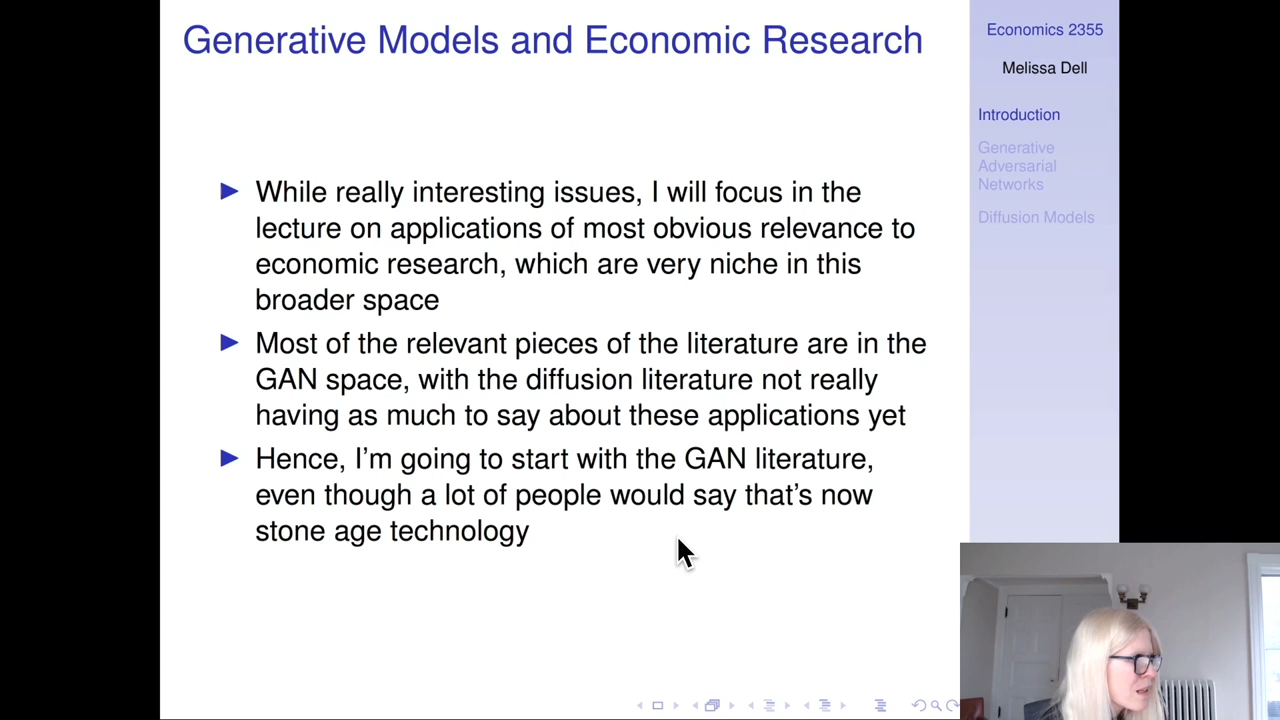 Generative Models and Economic Research
While really interesting issues, I will focus in the
lecture on applications of most obvious relevance to
economic research, which are very niche in this
broader space
Most of the relevant pieces of the literature are in the
GAN space, with the diffusion literature not really
having as much to say about these applications yet
Hence, I'm going to start with the GAN literature,
even though a lot of people would say that's now
stone age technology
Economics 2355
Melissa Dell
Introduction
Generative
Adversarial
Networks
Diffusion Models